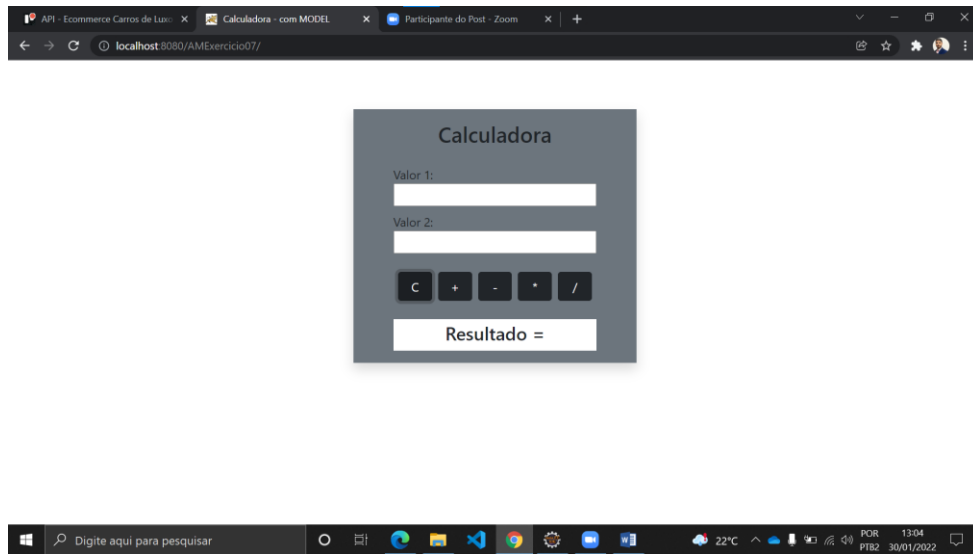 API - Ecommerce Carros de Luxo
Calculadora - com MODEL
Participante do Post - Zoom
localhost:8080/AMExercicio07/
Calculadora
Valor 1:
Valor 2:
C + - * /
Resultado =
Digite aqui para pesquisar
22°C
POR
PTB2
13:04
30/01/2022